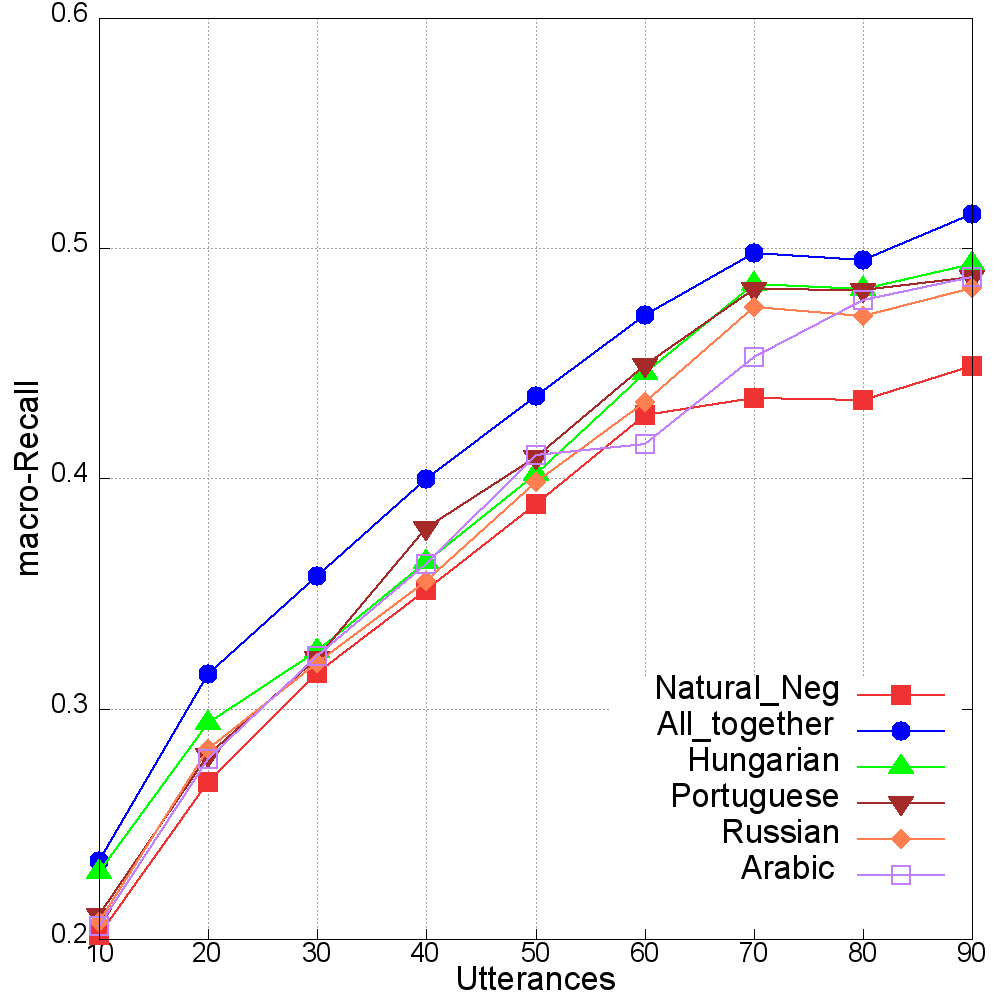 0.6
0.5
0.4
0.3
0.2
macro-Recall
10 20 30 40 50 60 70 80 90
Utterances
Natural_Neg
All_together
Hungarian
Portuguese
Russian
Arabic